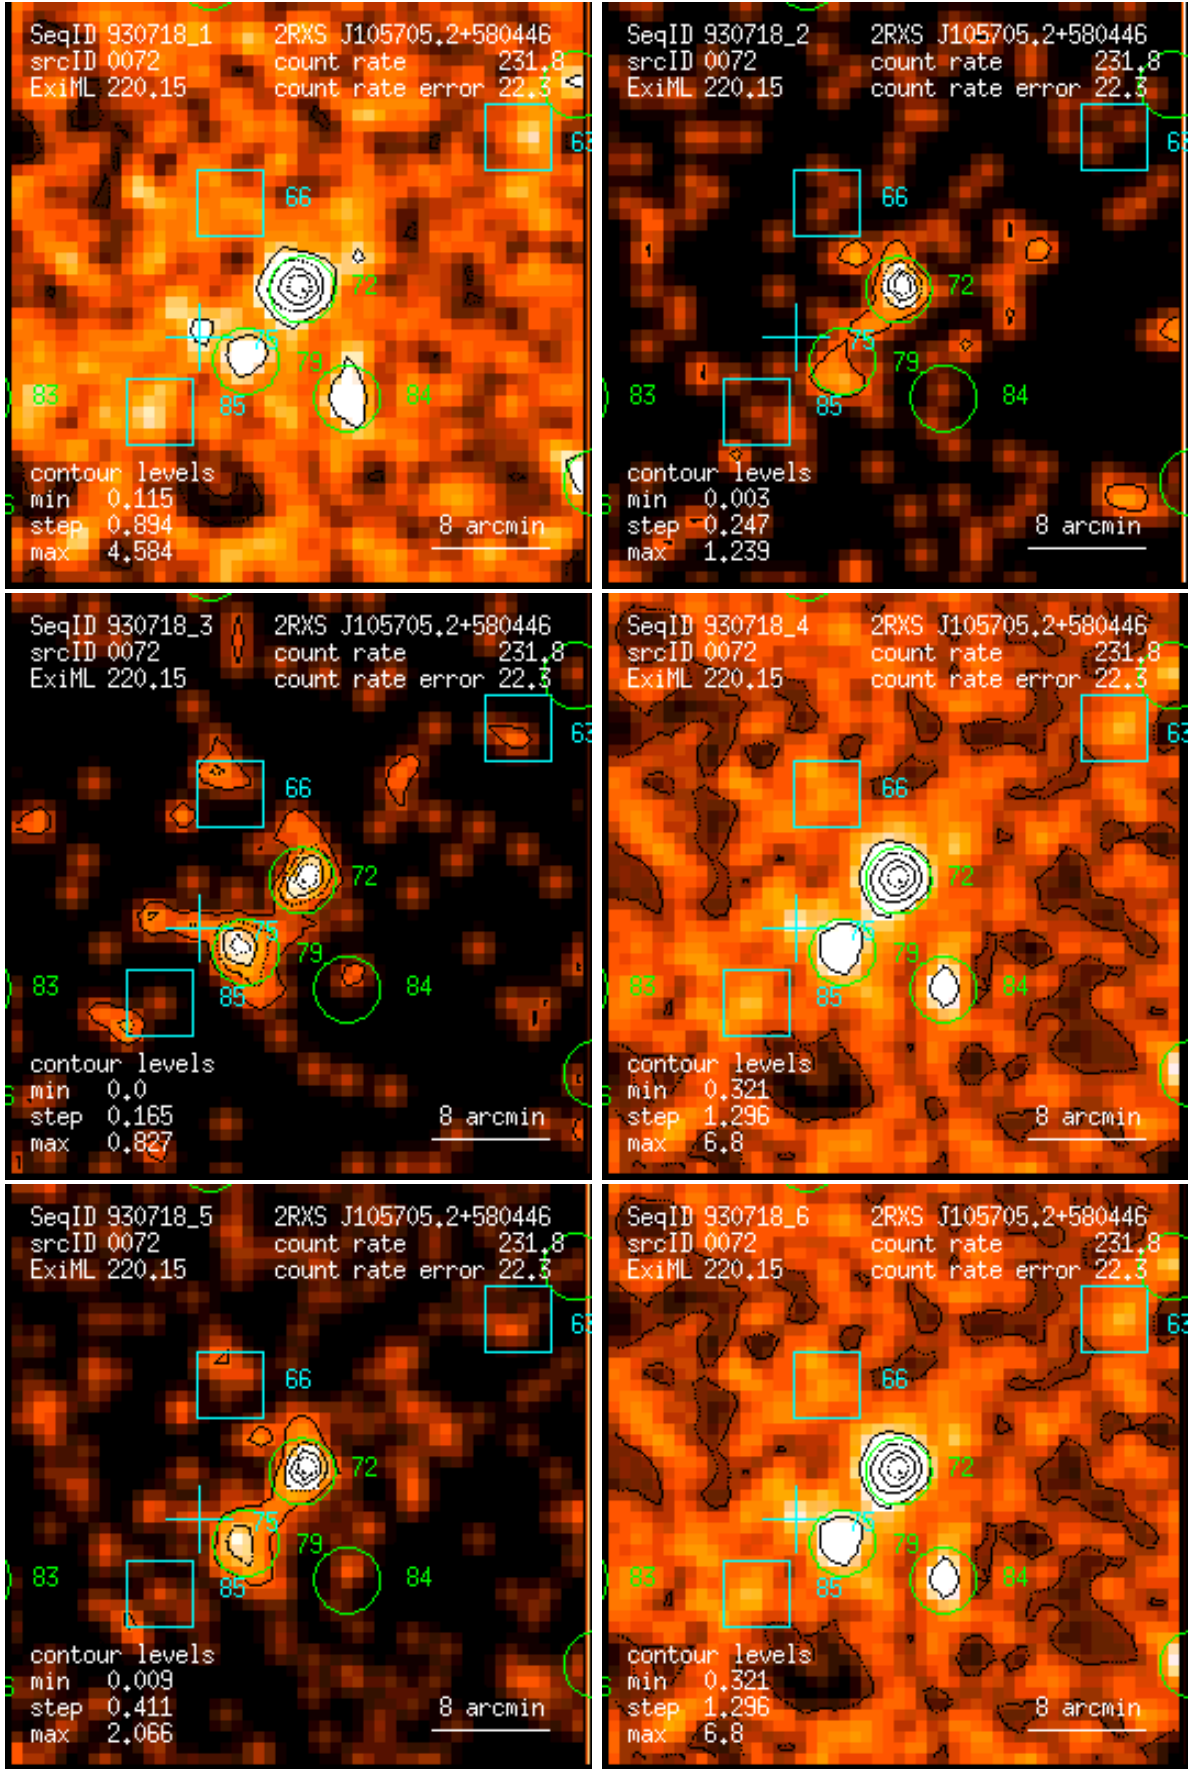 SeqID 930718_1 2RXS J105705.2+580446
srcID 0072 count rate 231.8
ExiML 220.15 count rate error 22.3
63
66
72
75
79
83 84
85
contour levels
min 0.115
step 0.894 8 arcmin
max 4.584
SeqID 930718_2 2RXS J105705.2+580446
srcID 0072 count rate 231.8
ExiML 220.15 count rate error 22.3
63
66
72
75
79
83 84
85
contour levels
min 0.003
step 0.247 8 arcmin
max 1.239
SeqID 930718_3 2RXS J105705.2+580446
srcID 0072 count rate 231.8
ExiML 220.15 count rate error 22.3
63
66
72
75
79
83 84
85
contour levels
min 0.0
step 0.165 8 arcmin
max 0.827
SeqID 930718_4 2RXS J105705.2+580446
srcID 0072 count rate 231.8
ExiML 220.15 count rate error 22.3
63
66
72
75
79
83 84
85
contour levels
min 0.321
step 1.296 8 arcmin
max 6.8
SeqID 930718_5 2RXS J105705.2+580446
srcID 0072 count rate 231.8
ExiML 220.15 count rate error 22.3
63
66
72
75
79
83 84
85
contour levels
min 0.009
step 0.411 8 arcmin
max 2.066
SeqID 930718_6 2RXS J105705.2+580446
srcID 0072 count rate 231.8
ExiML 220.15 count rate error 22.3
63
66
72
75
79
83 84
85
contour levels
min 0.321
step 1.296 8 arcmin
max 6.8